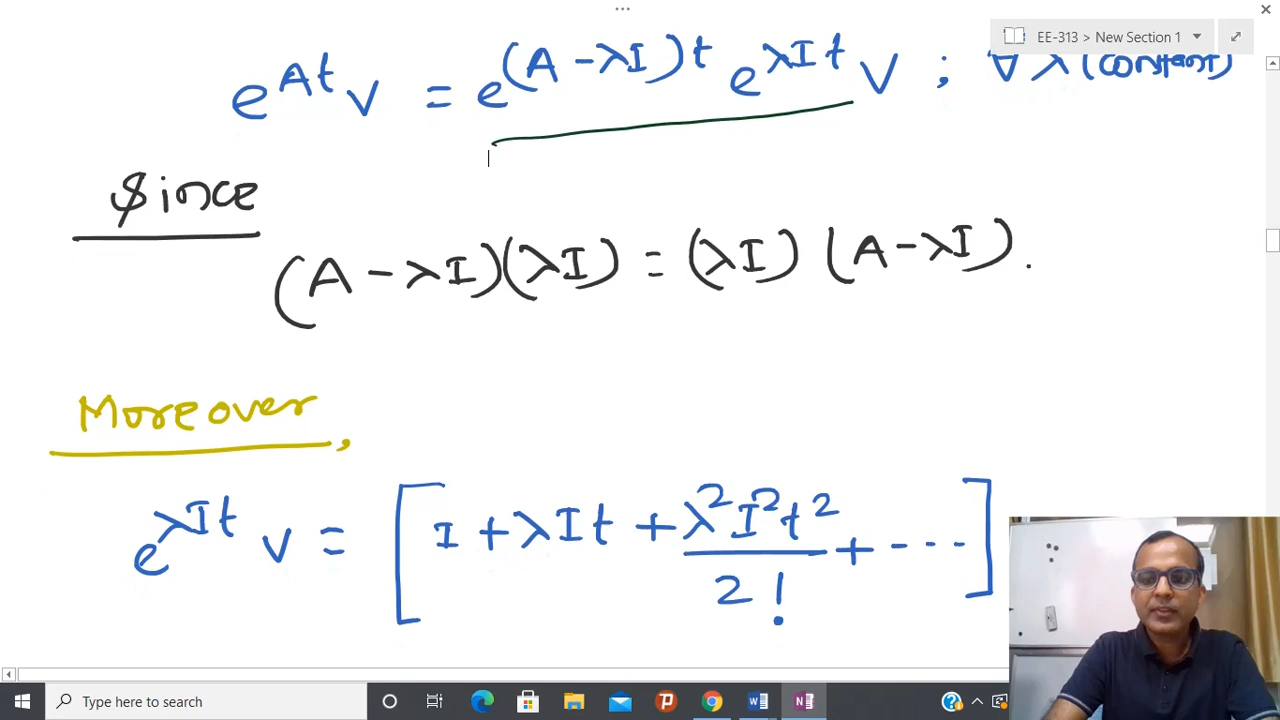 EE-313 > New Section 1
e^{At} v = e^{(A-λI)t} e^{λIt} v ; ∀ λ (constant)
Since
(A-λI)(λI) = (λI) (A-λI).
Moreover,
e^{λIt} v = [ I + λIt + λ²I²t²/2! + --- ]
Type here to search